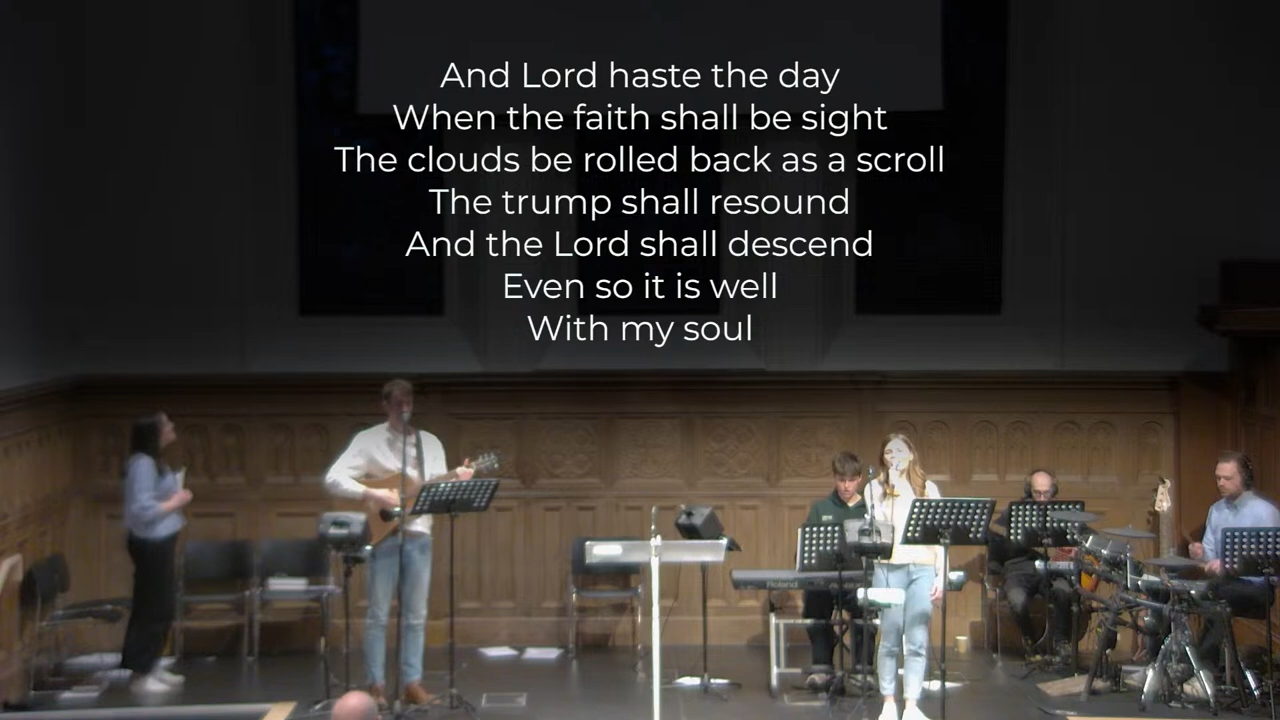 And Lord haste the day
When the faith shall be sight
The clouds be rolled back as a scroll
The trump shall resound
And the Lord shall descend
Even so it is well
With my soul
Roland